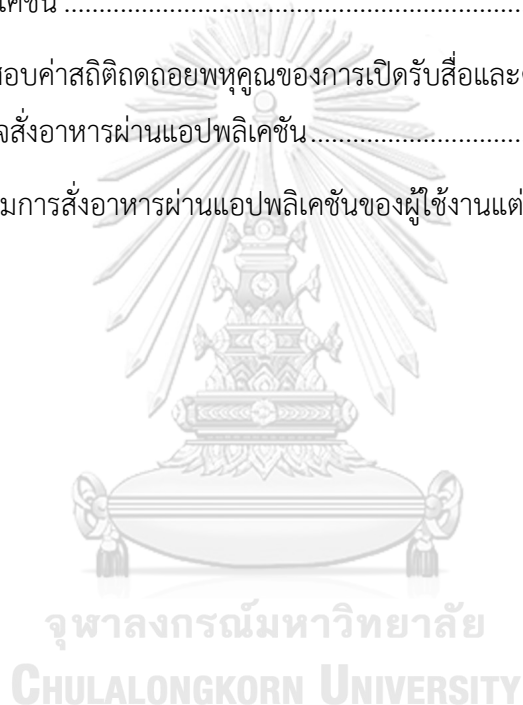 เคชัน
สอบค่าสถิติถดถอยพหุคูณของการเปิดรับสื่อและ
จสั่งอาหารผ่านแอปพลิเคชัน
มการสั่งอาหารผ่านแอปพลิเคชันของผู้ใช้งานแต่
จุฬาลงกรณ์มหาวิทยาลัย
CHULALONGKORN UNIVERSITY